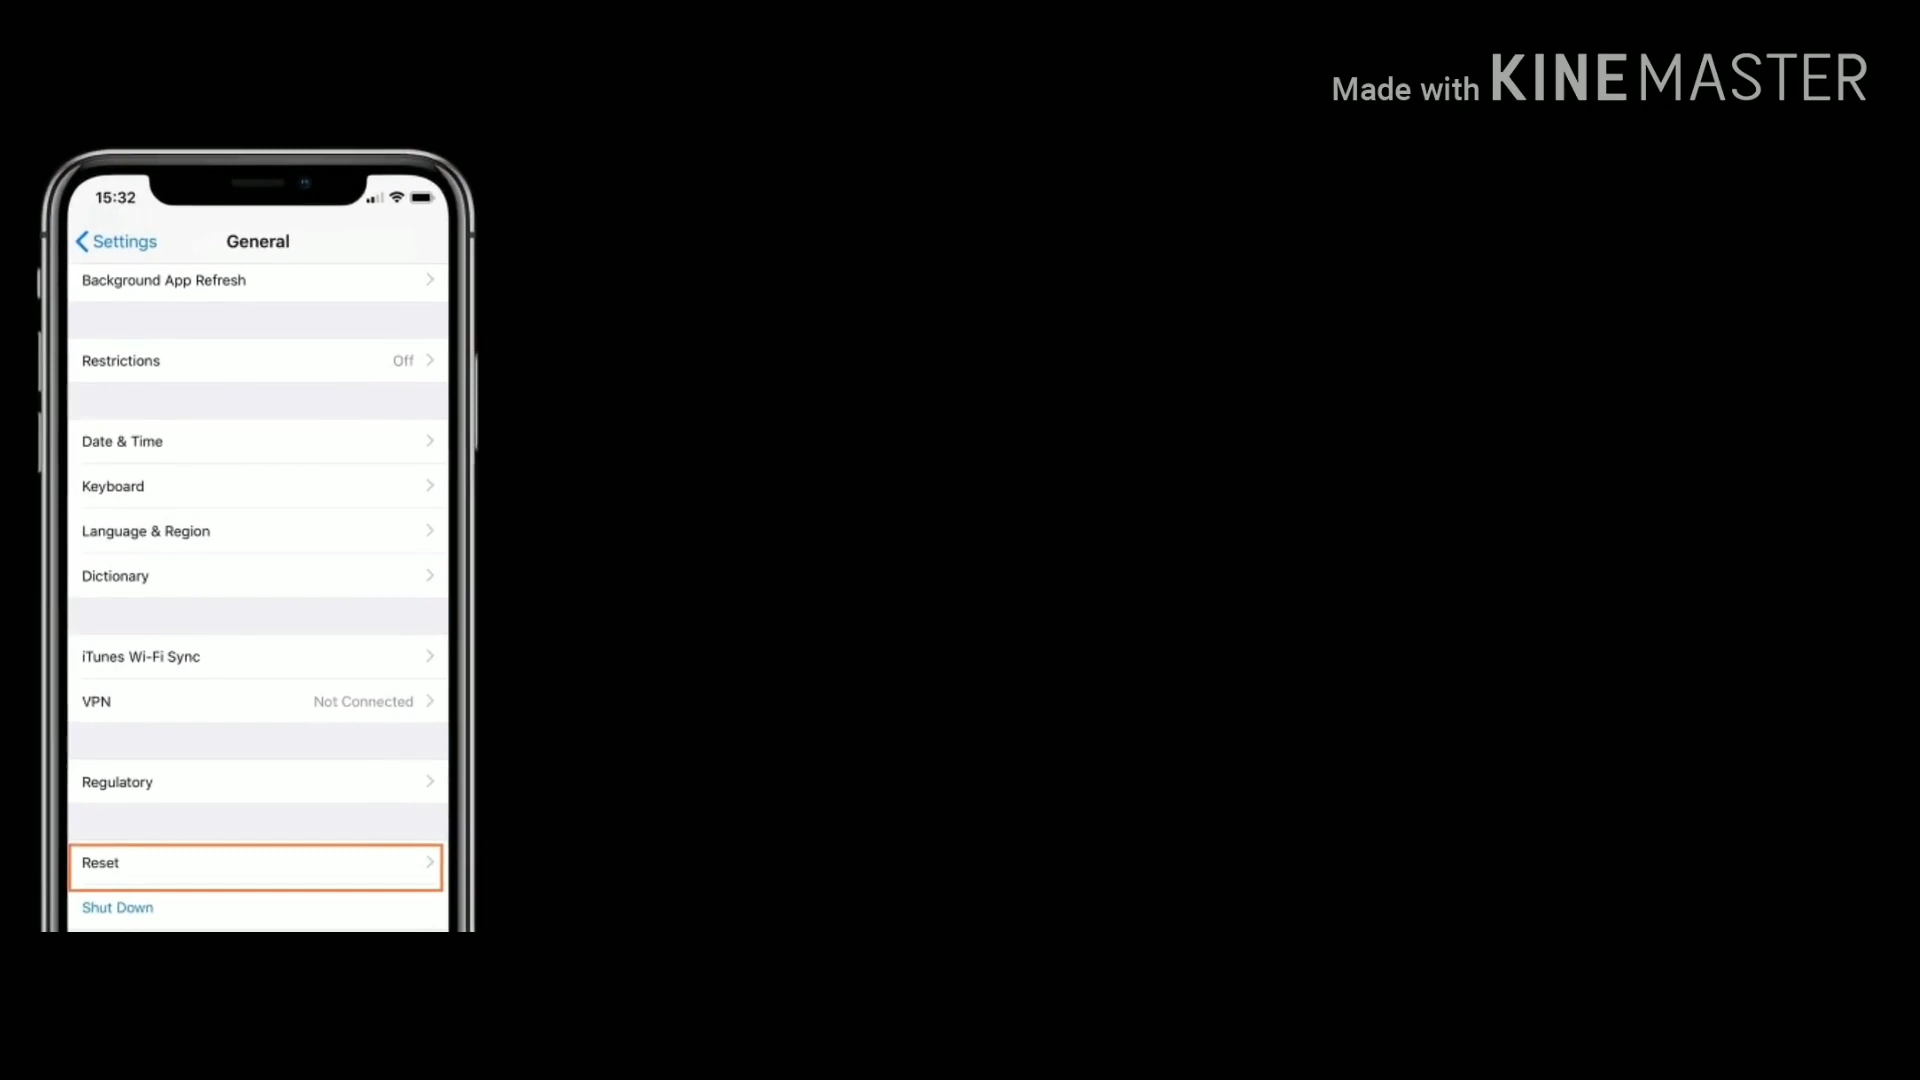 Made with KINEMASTER
15:32
Settings General
Background App Refresh
Restrictions Off
Date & Time
Keyboard
Language & Region
Dictionary
iTunes Wi-Fi Sync
VPN Not Connected
Regulatory
Reset
Shut Down